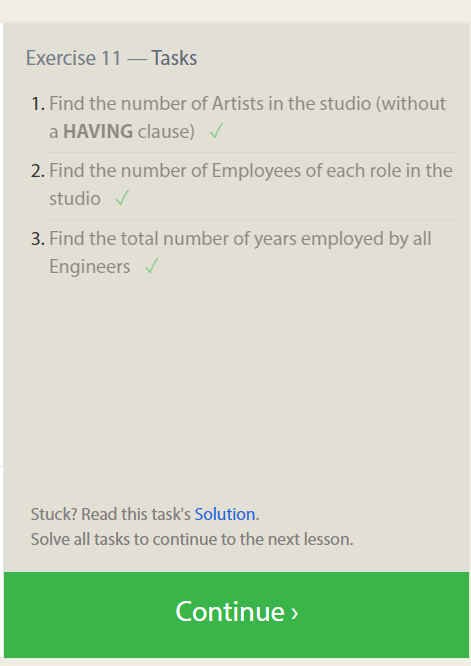 Exercise 11 — Tasks
1. Find the number of Artists in the studio (without
a HAVING clause) ✓
2. Find the number of Employees of each role in the
studio ✓
3. Find the total number of years employed by all
Engineers ✓
Stuck? Read this task's Solution.
Solve all tasks to continue to the next lesson.
Continue ›